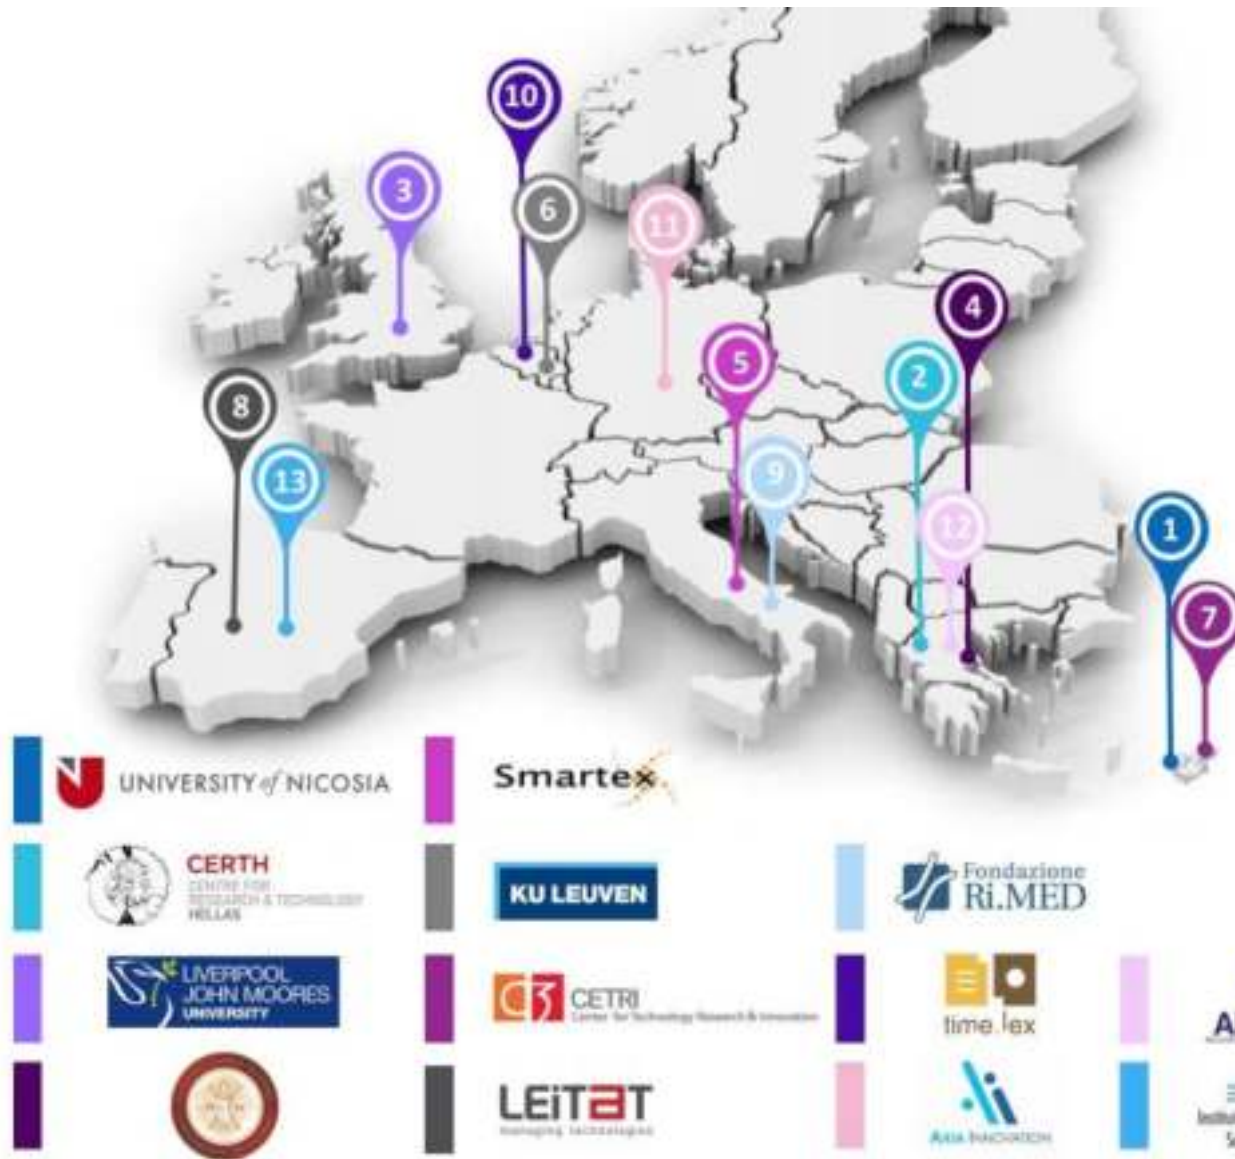 10
3
6
11
4
5
2
8
13
9
12
1
7
UNIVERSITY of NICOSIA
Smartex
CERTH
CENTRE FOR
RESEARCH & TECHNOLOGY
HELLAS
KU LEUVEN
Fondazione
Ri.MED
LIVERPOOL
JOHN MOORES
UNIVERSITY
CETRI
Center for Technology Research & Innovation
time.lex
A
LEiTaT
managing technologies
AXIA INNOVATION